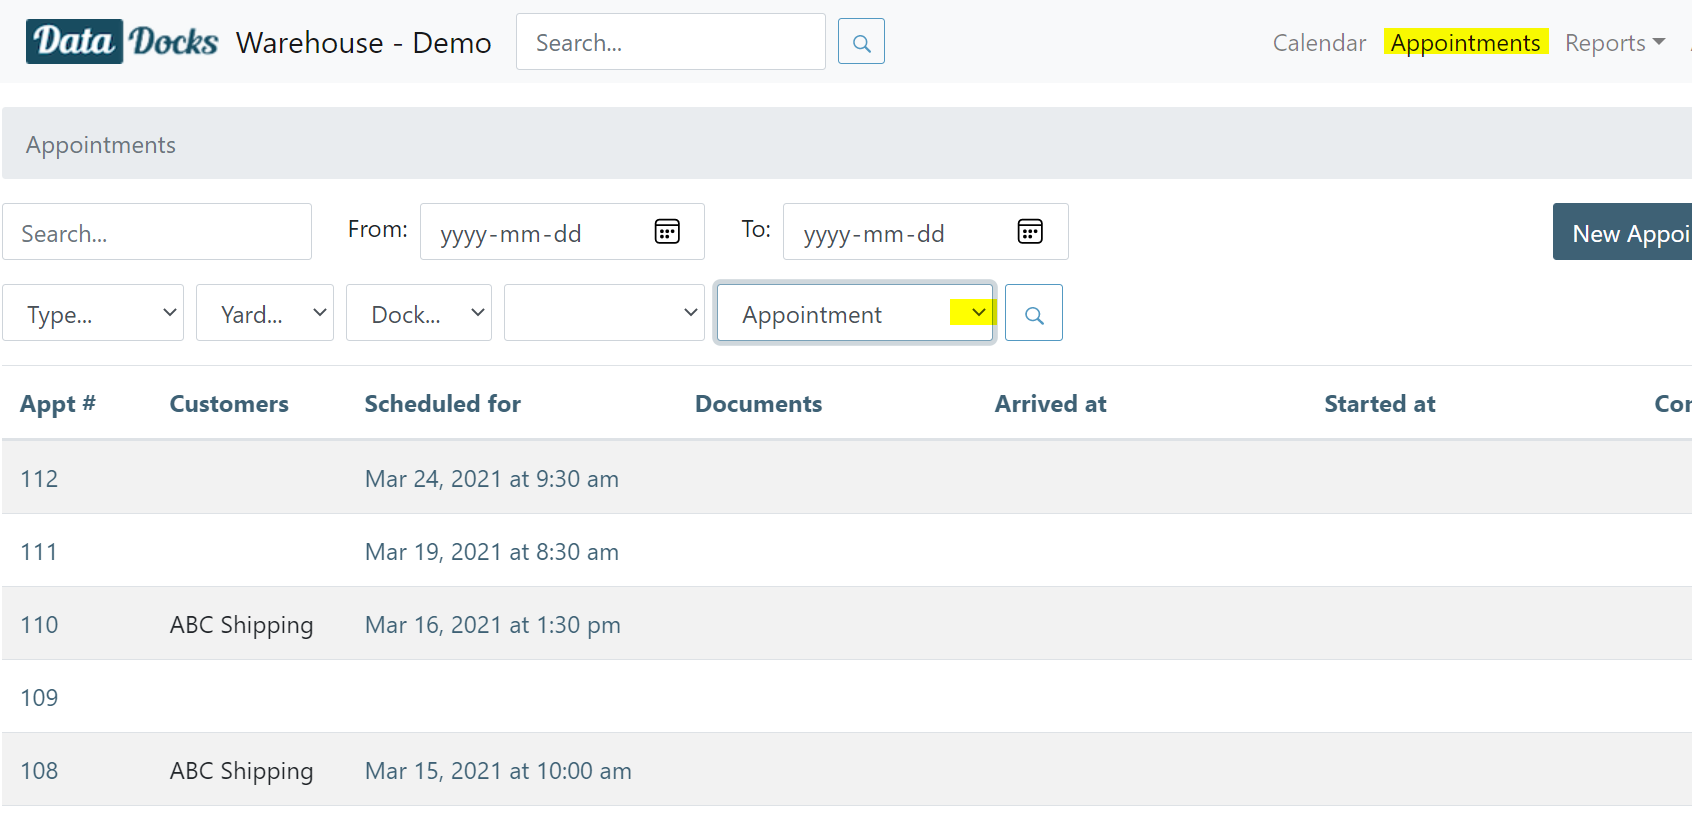 Data Docks Warehouse - Demo Search... Calendar Appointments Reports
Appointments
Search... From: yyyy-mm-dd To: yyyy-mm-dd New Appoi
Type... Yard... Dock... Appointment
Appt # Customers Scheduled for Documents Arrived at Started at Cor
112 Mar 24, 2021 at 9:30 am
111 Mar 19, 2021 at 8:30 am
110 ABC Shipping Mar 16, 2021 at 1:30 pm
109
108 ABC Shipping Mar 15, 2021 at 10:00 am